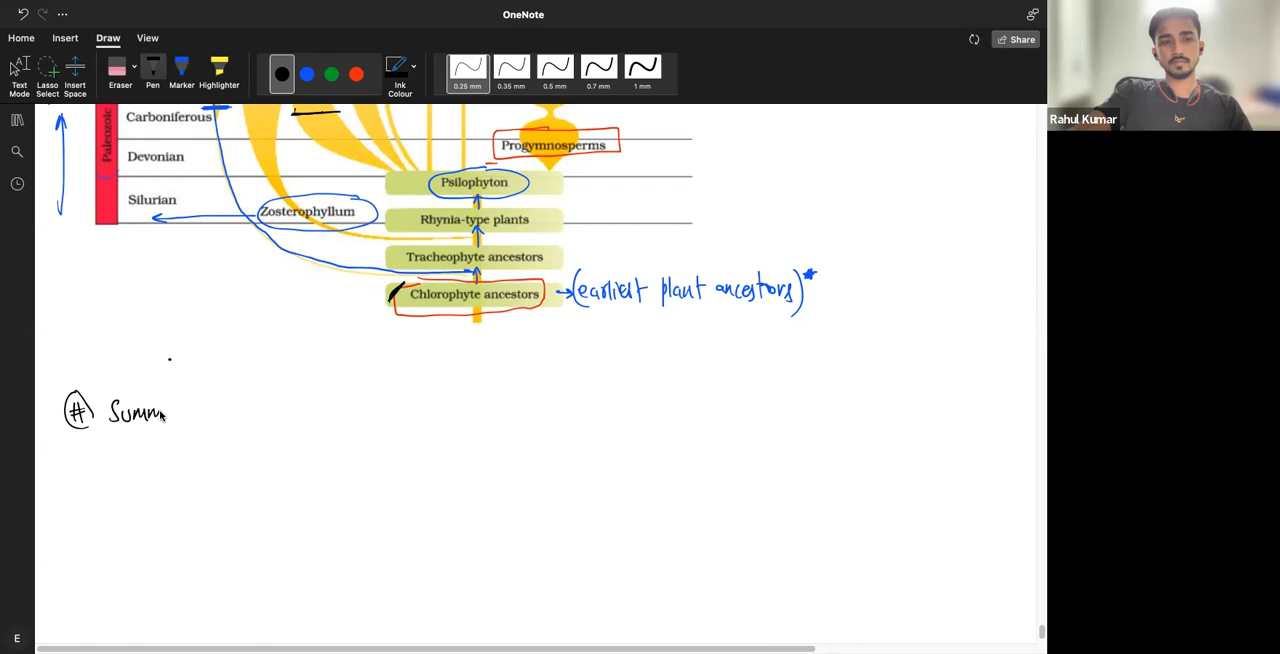 OneNote
Home Insert Draw View
Share
Text Mode
Lasso Select
Insert Space
Eraser
Pen
Marker
Highlighter
Ink Colour
0.25 mm
0.35 mm
0.5 mm
0.7 mm
1 mm
Rahul Kumar
Paleozoic
Carboniferous
Progymnosperms
Devonian
Psilophyton
Silurian
Zosterophyllum
Rhynia-type plants
Tracheophyte ancestors
Chlorophyte ancestors → (earliest plant ancestors)*
# Summ
E